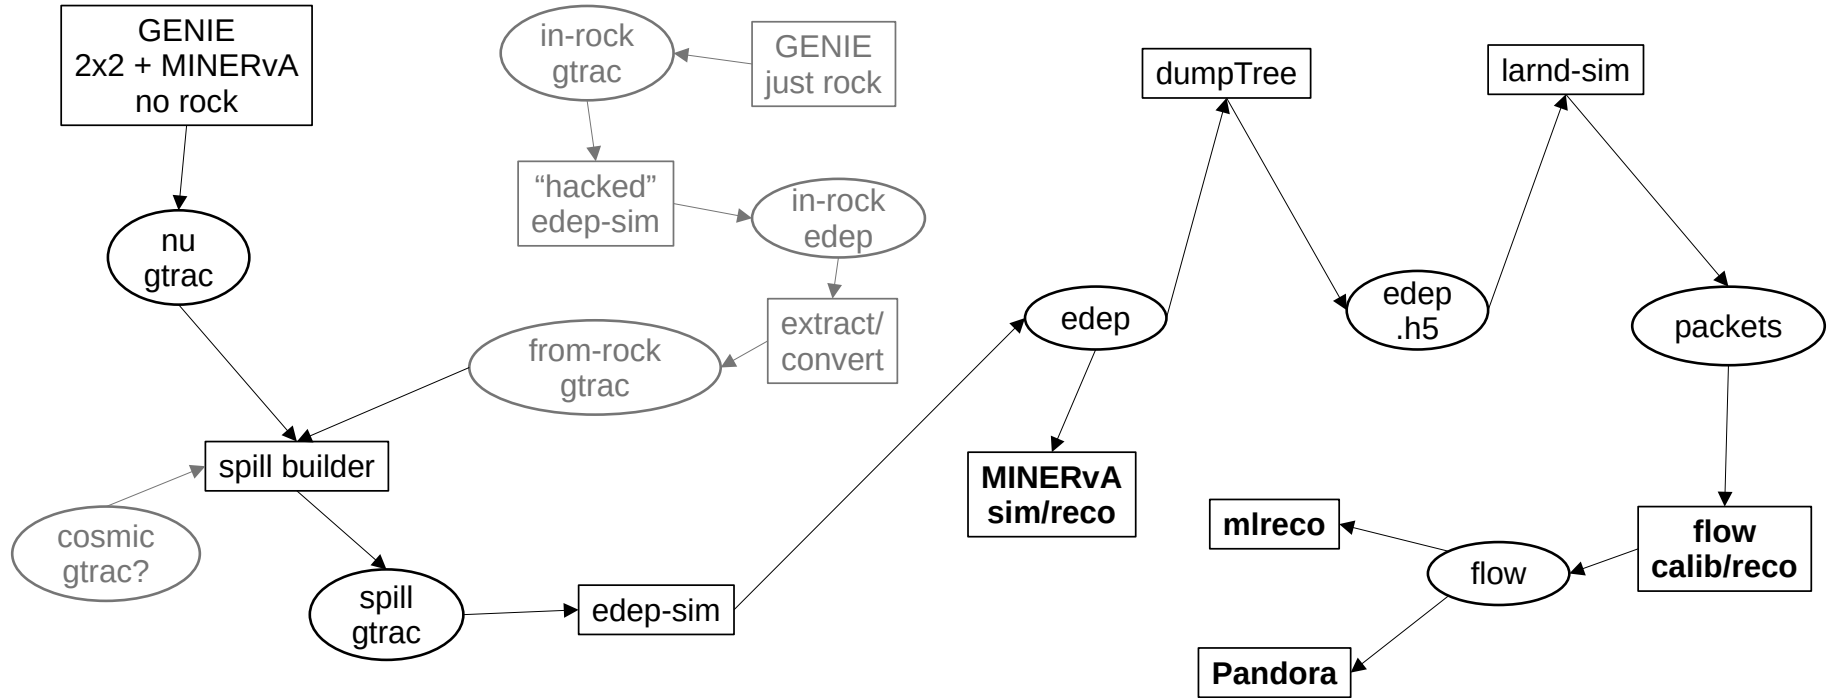 GENIE
2x2 + MINERvA
no rock
in-rock
gtrac
GENIE
just rock
dumpTree
larnd-sim
“hacked”
edep-sim
in-rock
edep
nu
gtrac
edep
edep
.h5
packets
extract/
convert
from-rock
gtrac
spill builder
MINERvA
sim/reco
cosmic
gtrac?
mlreco
flow
calib/reco
flow
spill
gtrac
edep-sim
Pandora